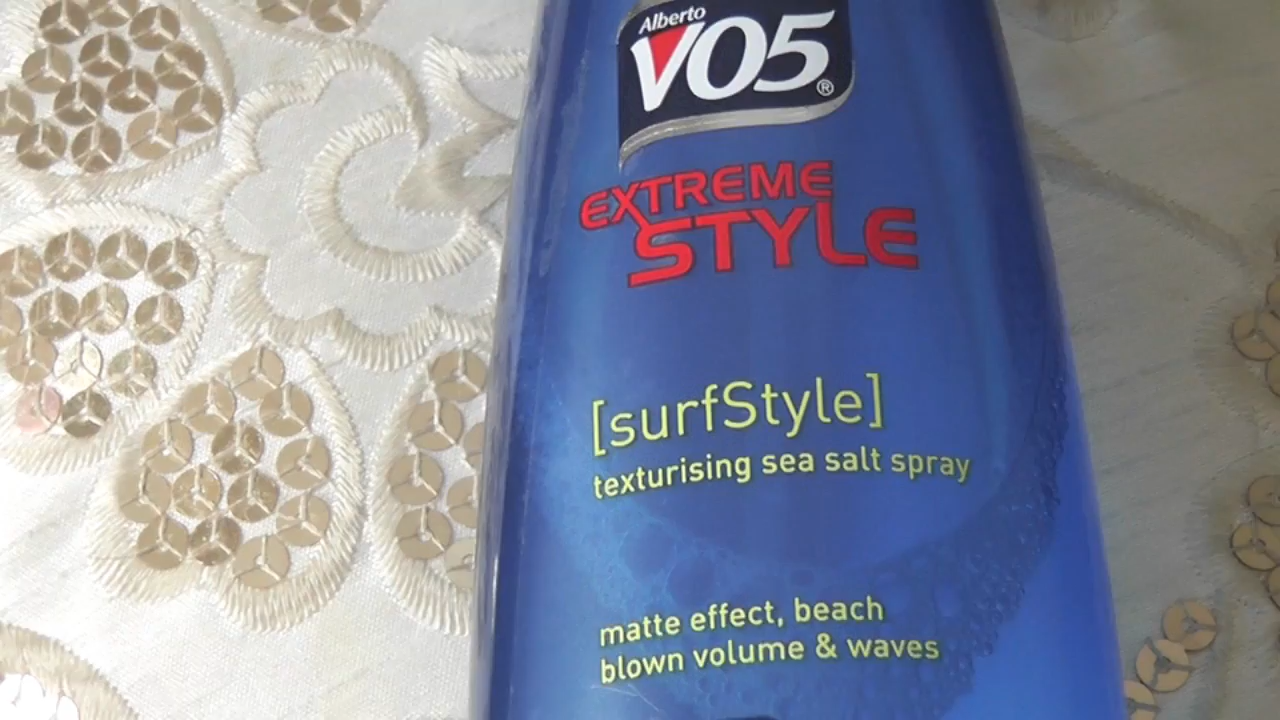 Alberto
VO5®
EXTREME
STYLE
[surfStyle]
texturising sea salt spray
matte effect, beach
blown volume & waves